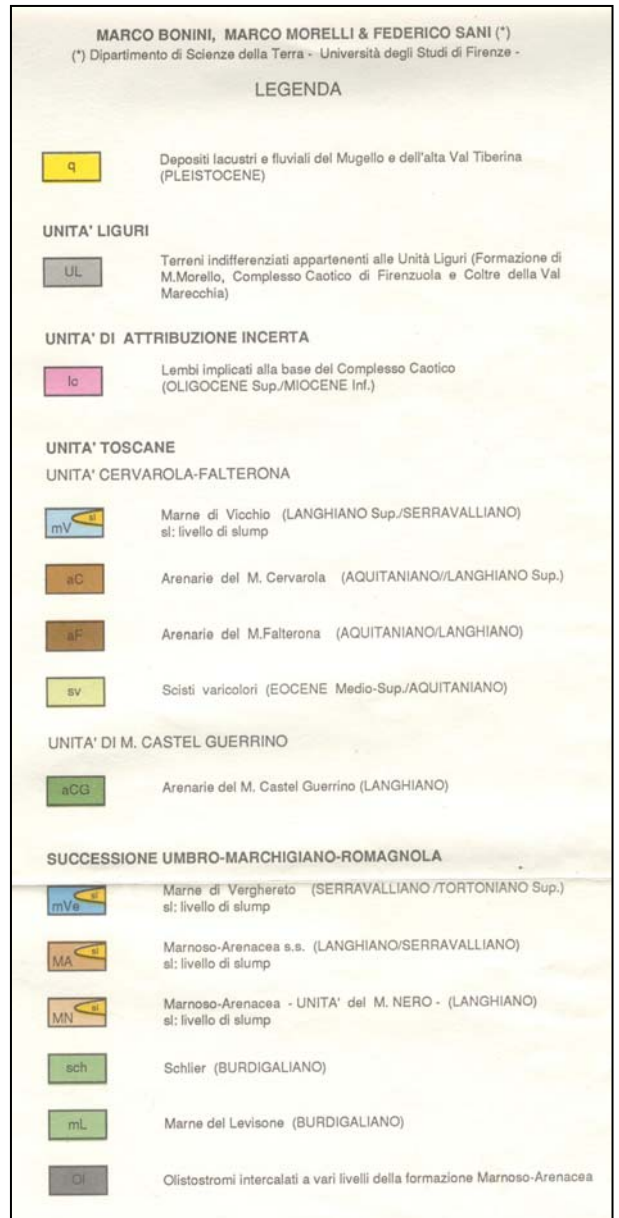 MARCO BONINI, MARCO MORELLI & FEDERICO SANI (*)
(*) Dipartimento di Scienze della Terra - Università degli Studi di Firenze -
LEGENDA
q
Depositi lacustri e fluviali del Mugello e dell'alta Val Tiberina
(PLEISTOCENE)
UNITA' LIGURI
UL
Terreni indifferenziati appartenenti alle Unità Liguri (Formazione di
M.Morello, Complesso Caotico di Firenzuola e Coltre della Val
Marecchia)
UNITA' DI ATTRIBUZIONE INCERTA
lc
Lembi implicati alla base del Complesso Caotico
(OLIGOCENE Sup./MIOCENE Inf.)
UNITA' TOSCANE
UNITA' CERVAROLA-FALTERONA
mV sl
Marne di Vicchio (LANGHIANO Sup./SERRAVALLIANO)
sl: livello di slump
aC
Arenarie del M. Cervarola (AQUITANIANO//LANGHIANO Sup.)
aF
Arenarie del M.Falterona (AQUITANIANO/LANGHIANO)
sv
Scisti varicolori (EOCENE Medio-Sup./AQUITANIANO)
UNITA' DI M. CASTEL GUERRINO
aCG
Arenarie del M. Castel Guerrino (LANGHIANO)
SUCCESSIONE UMBRO-MARCHIGIANO-ROMAGNOLA
mVe sl
Marne di Verghereto (SERRAVALLIANO /TORTONIANO Sup.)
sl: livello di slump
MA sl
Marnoso-Arenacea s.s. (LANGHIANO/SERRAVALLIANO)
sl: livello di slump
MN sl
Marnoso-Arenacea - UNITA' del M. NERO - (LANGHIANO)
sl: livello di slump
sch
Schlier (BURDIGALIANO)
mL
Marne del Levisone (BURDIGALIANO)
Ol
Olistostromi intercalati a vari livelli della formazione Marnoso-Arenacea